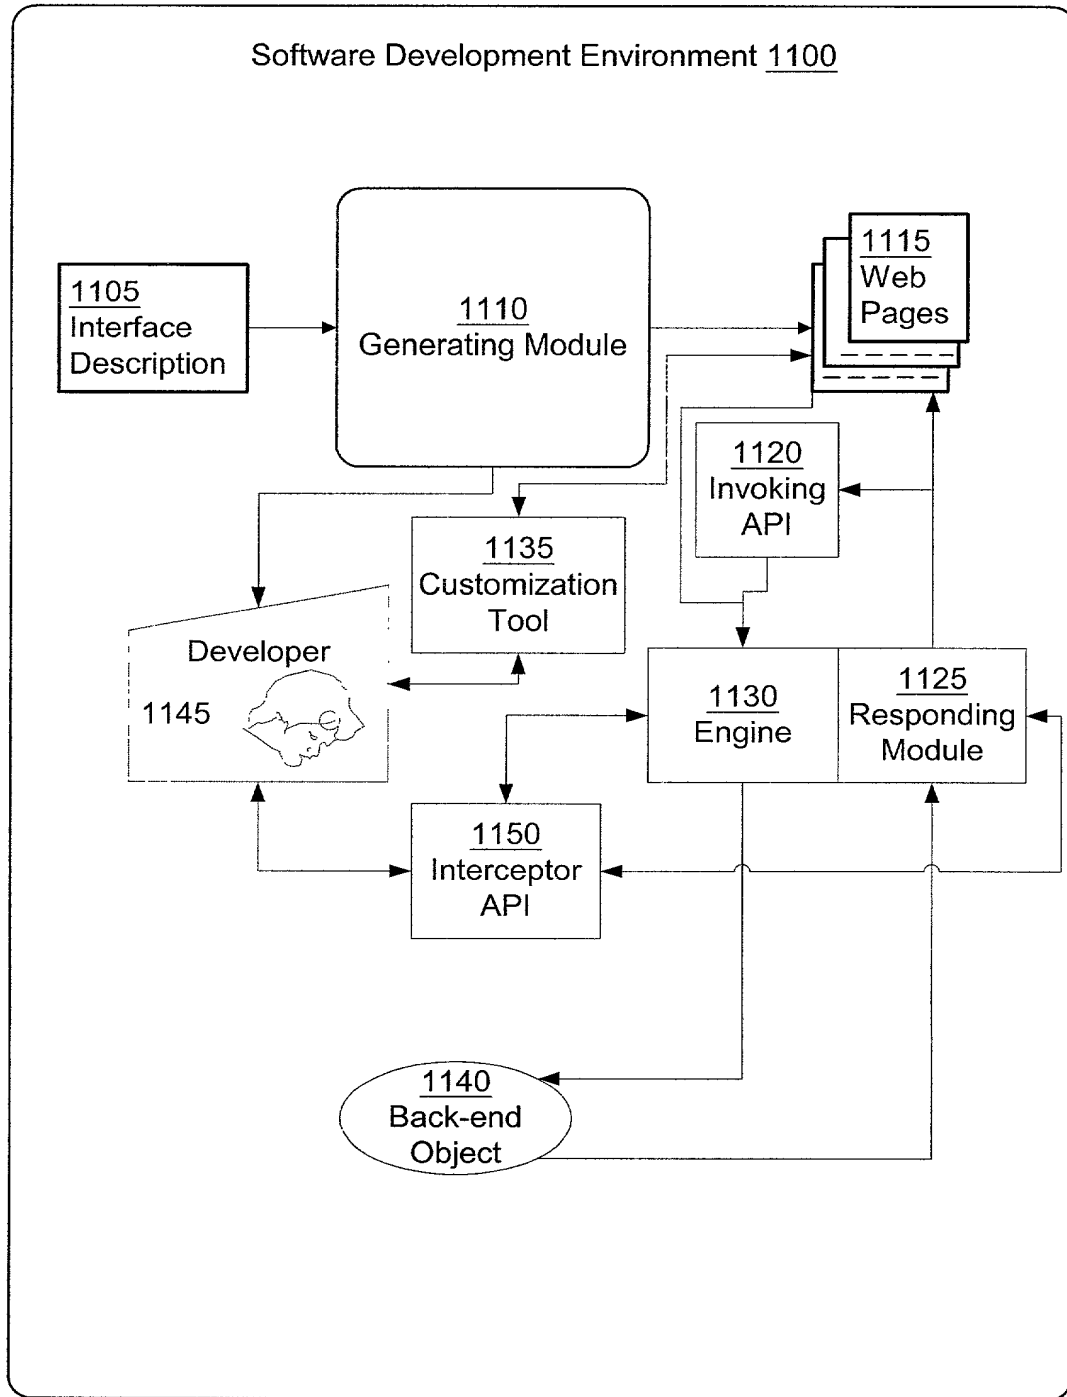 Software Development Environment 1100
1105
Interface
Description
1110
Generating Module
1115
Web
Pages
1120
Invoking
API
1135
Customization
Tool
Developer
1145
1130
Engine
1125
Responding
Module
1150
Interceptor
API
1140
Back-end
Object